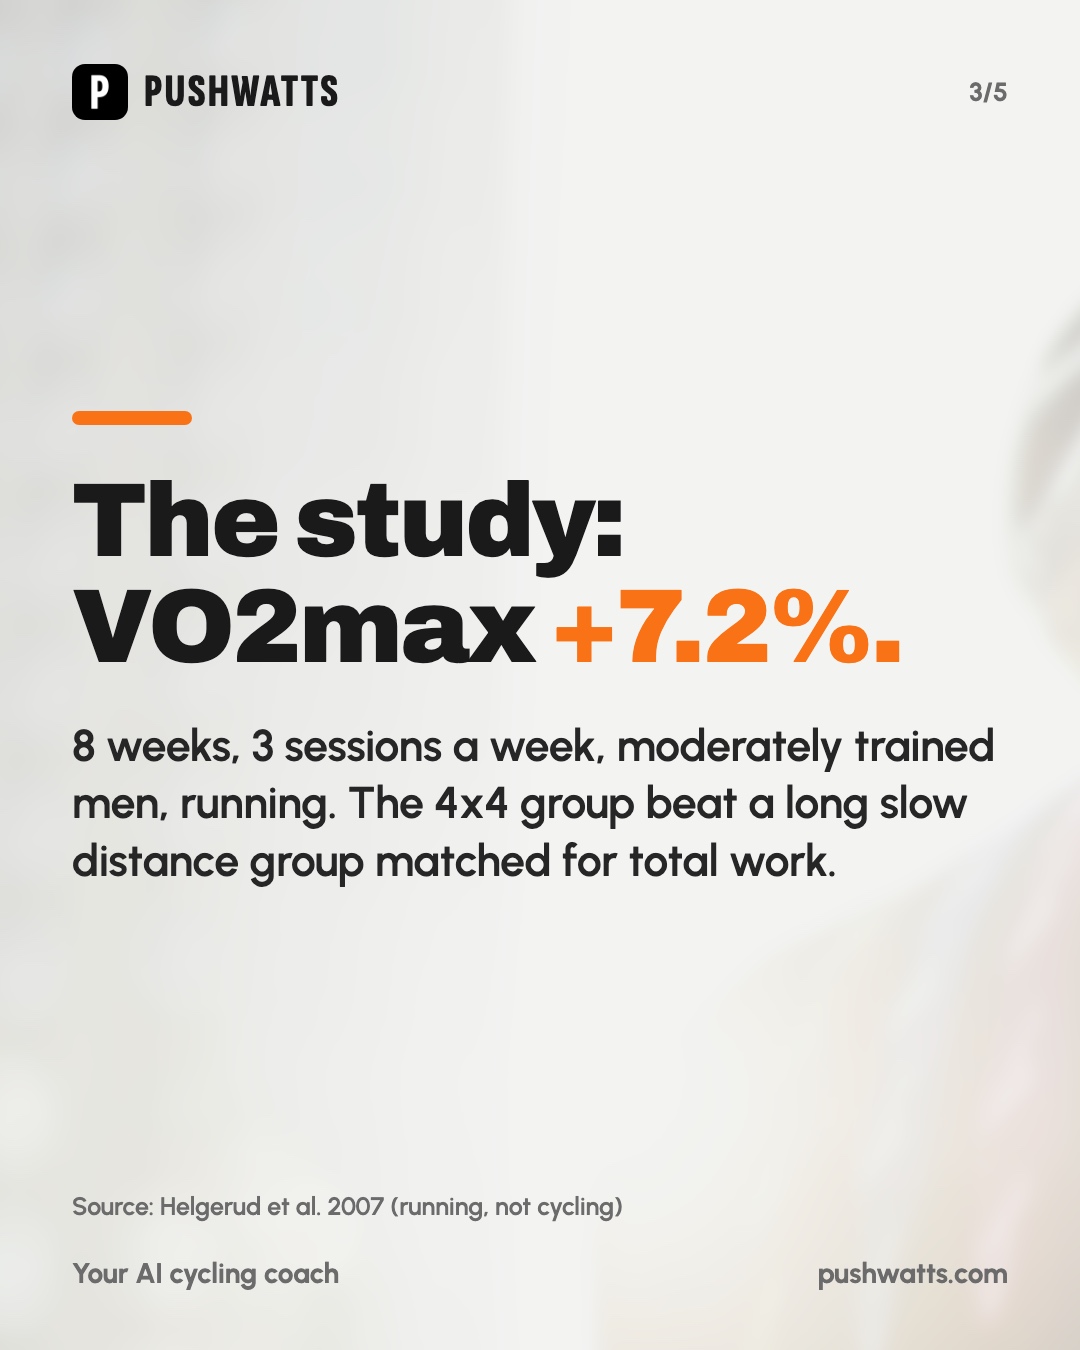 P PUSHWATTS
3/5
The study:
VO2max +7.2%.
8 weeks, 3 sessions a week, moderately trained
men, running. The 4x4 group beat a long slow
distance group matched for total work.
Source: Helgerud et al. 2007 (running, not cycling)
Your AI cycling coach
pushwatts.com